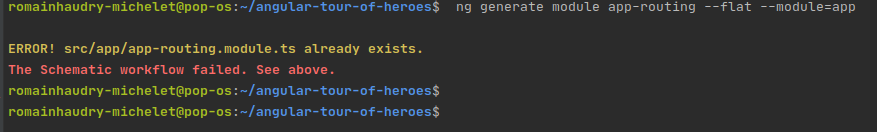 romainhaudry-michelet@pop-os:~/angular-tour-of-heroes$  ng generate module app-routing --flat --module=app
ERROR! src/app/app-routing.module.ts already exists.
The Schematic workflow failed. See above.
romainhaudry-michelet@pop-os:~/angular-tour-of-heroes$
romainhaudry-michelet@pop-os:~/angular-tour-of-heroes$